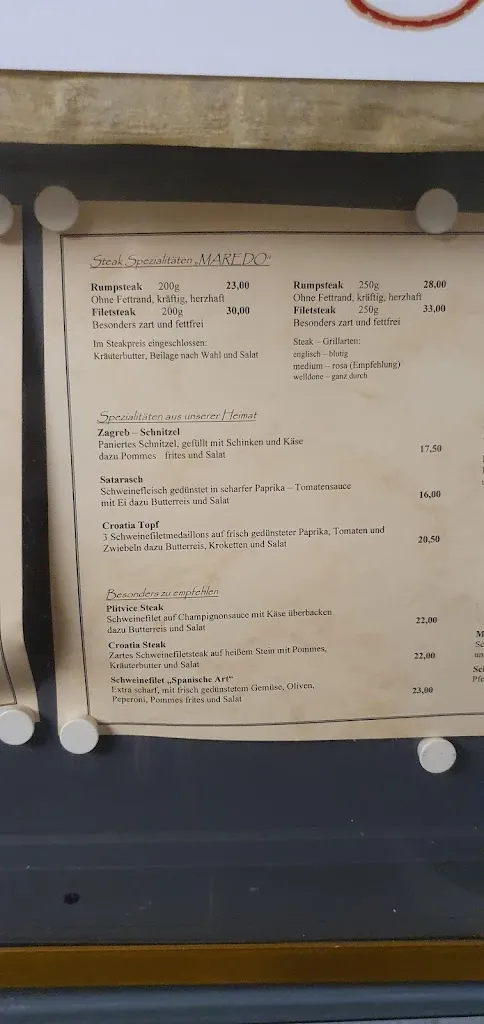 Steak Spezialitäten „MAREDO"
Rumpsteak 200g 23,00
Ohne Fettrand, kräftig, herzhaft
Filetsteak 200g 30,00
Besonders zart und fettfrei
Im Steakpreis eingeschlossen:
Kräuterbutter, Beilage nach Wahl und Salat
Rumpsteak 250g 28,00
Ohne Fettrand, kräftig, herzhaft
Filetsteak 250g 33,00
Besonders zart und fettfrei
Steak – Grillarten:
englisch – blutig
medium – rosa (Empfehlung)
welldone – ganz durch
Spezialitäten aus unserer Heimat
Zagreb – Schnitzel
Paniertes Schnitzel, gefüllt mit Schinken und Käse
dazu Pommes frites und Salat 17,50
Satarasch
Schweinefleisch gedünstet in scharfer Paprika – Tomatensauce
mit Ei dazu Butterreis und Salat 16,00
Croatia Topf
3 Schweinefiletmedaillons auf frisch gedünsteter Paprika, Tomaten und
Zwiebeln dazu Butterreis, Kroketten und Salat 20,50
Besonders zu empfehlen
Plitvice Steak
Schweinefilet auf Champignonsauce mit Käse überbacken
dazu Butterreis und Salat 22,00
Croatia Steak
Zartes Schweinefiletsteak auf heißem Stein mit Pommes,
Kräuterbutter und Salat 22,00
Schweinefilet „Spanische Art"
Extra scharf, mit frisch gedünstetem Gemüse, Oliven,
Peperoni, Pommes frites und Salat 23,00